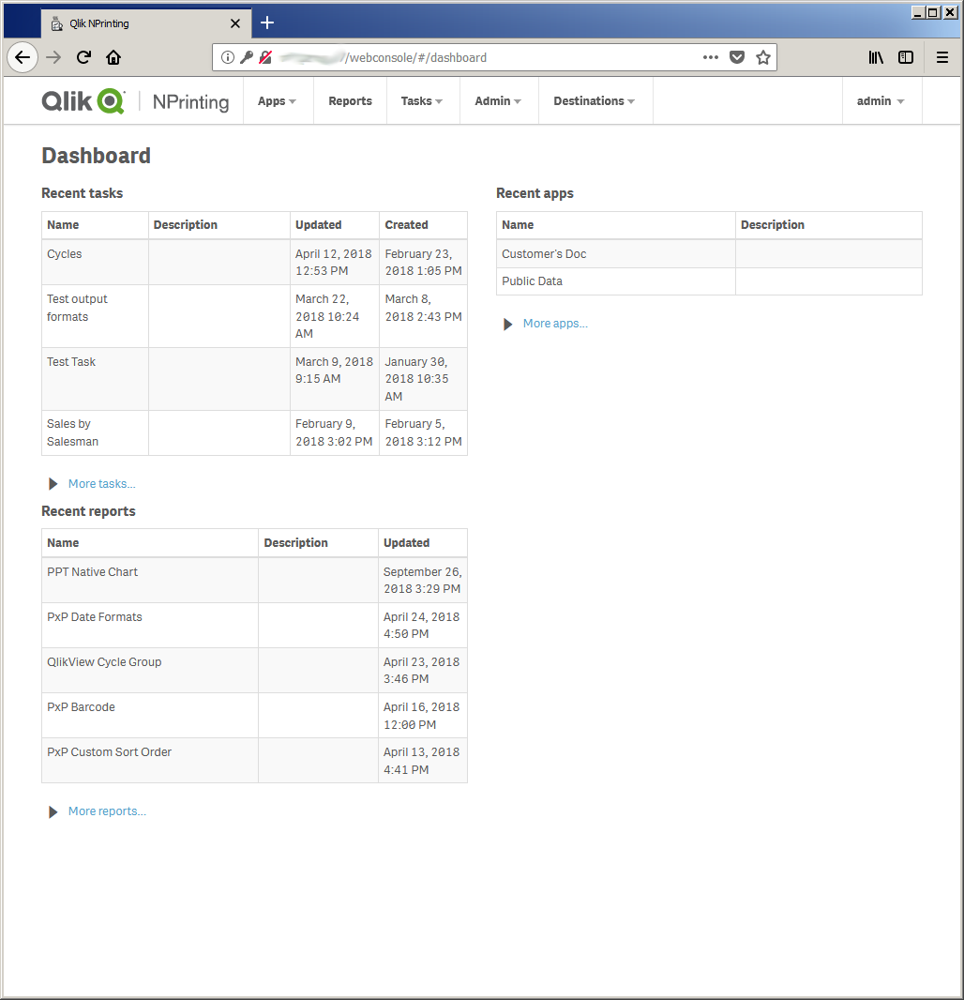 Qlik NPrinting
/webconsole/#/dashboard
Qlik NPrinting
Apps
Reports
Tasks
Admin
Destinations
admin
Dashboard
Recent tasks
Name Description Updated Created
Cycles April 12, 2018 February 23,
12:53 PM 2018 1:05 PM
Test output March 22, March 8,
formats 2018 10:24 2018 2:43 PM
AM
Test Task March 9, 2018 January 30,
9:15 AM 2018 10:35
AM
Sales by February 9, February 5,
Salesman 2018 3:02 PM 2018 3:12 PM
More tasks...
Recent reports
Name Description Updated
PPT Native Chart September 26,
2018 3:29 PM
PxP Date Formats April 24, 2018
4:50 PM
QlikView Cycle Group April 23, 2018
3:46 PM
PxP Barcode April 16, 2018
12:00 PM
PxP Custom Sort Order April 13, 2018
4:41 PM
More reports...
Recent apps
Name Description
Customer's Doc
Public Data
More apps...